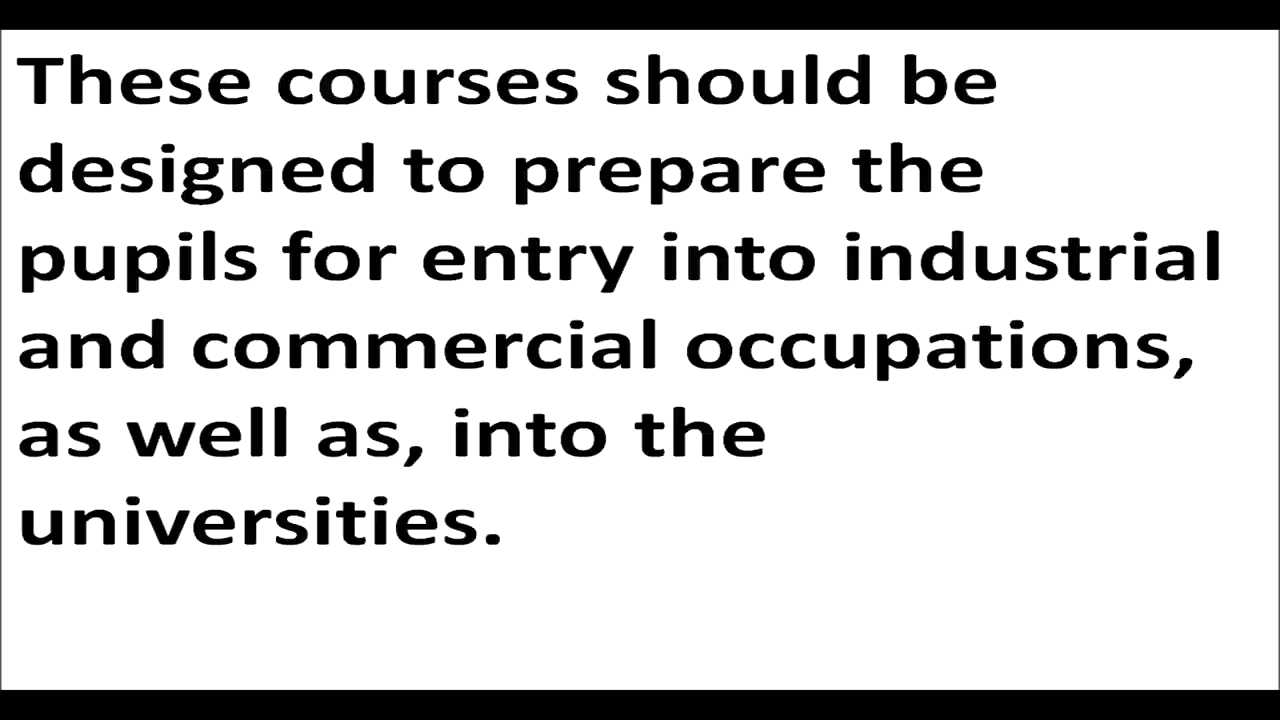 These courses should be
designed to prepare the
pupils for entry into industrial
and commercial occupations,
as well as, into the
universities.